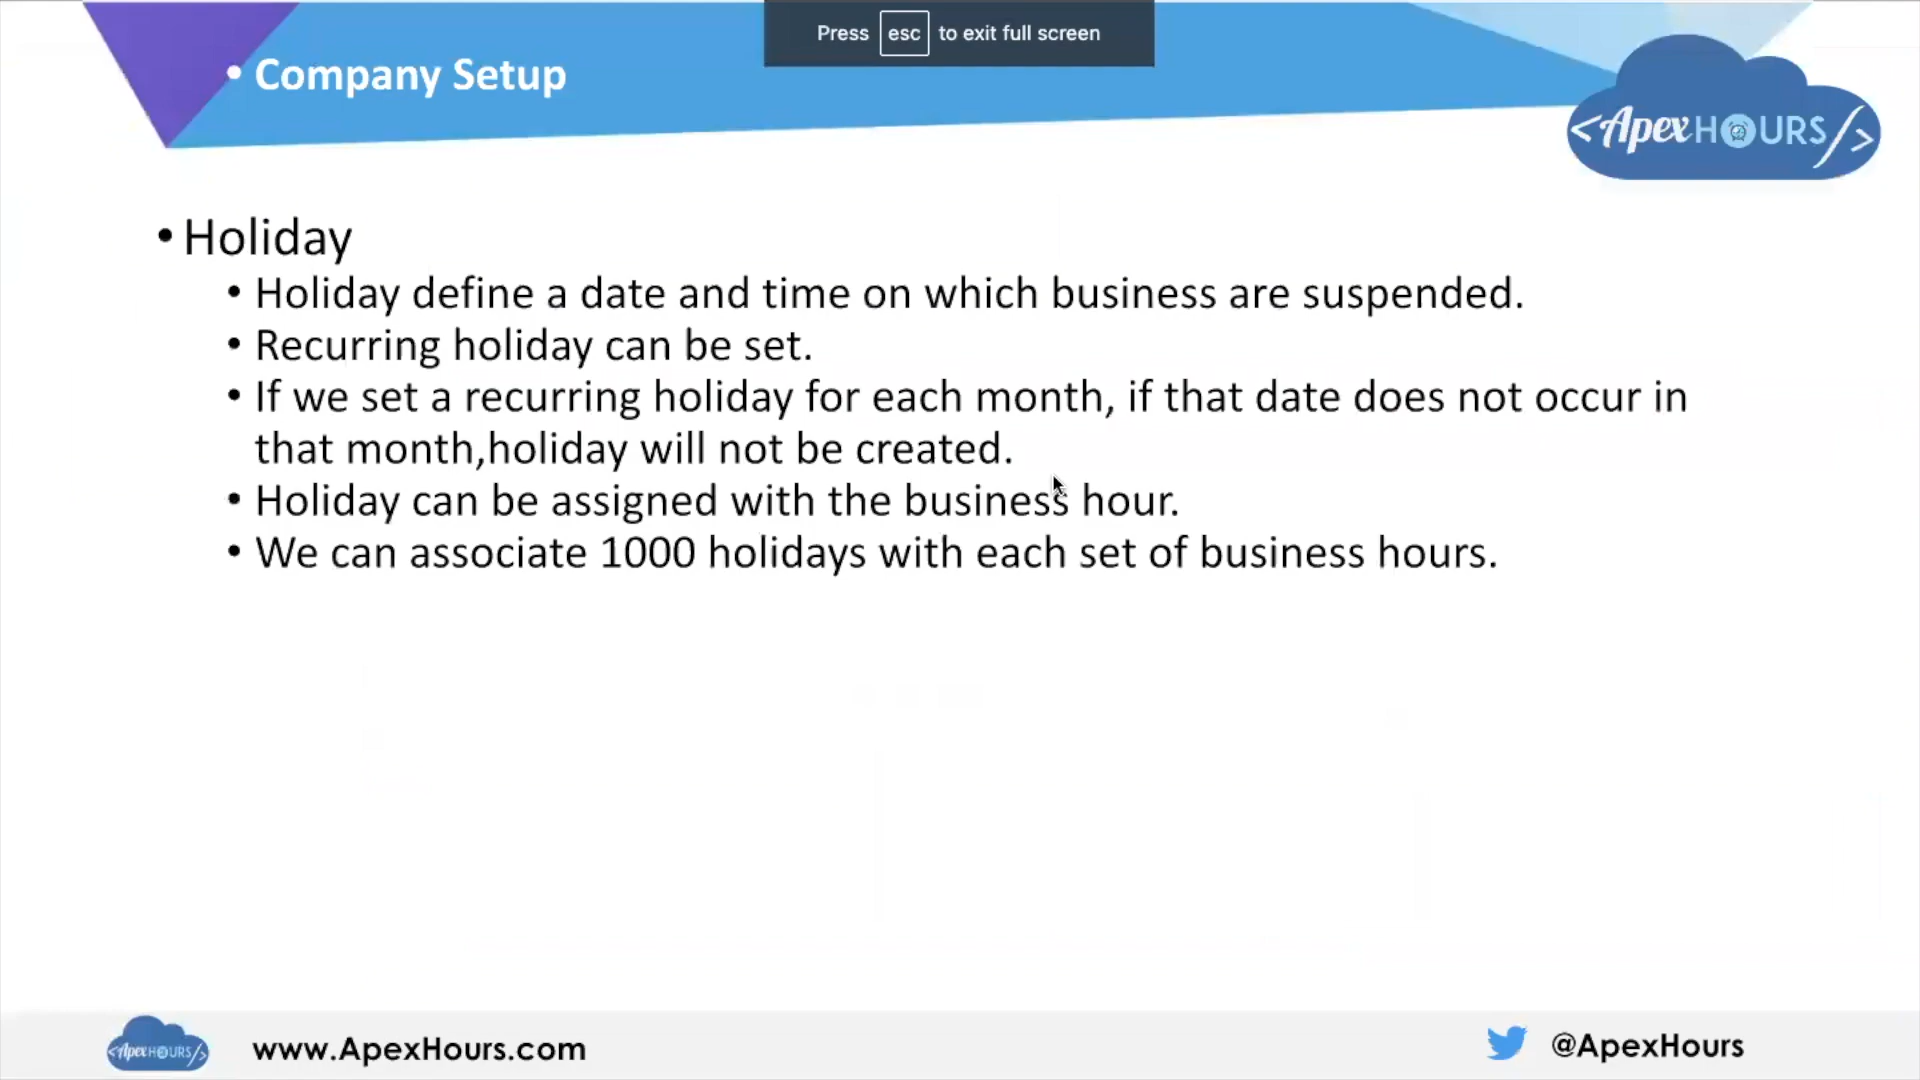 Press esc to exit full screen
• Company Setup
<ApexHOURS/>
• Holiday
• Holiday define a date and time on which business are suspended.
• Recurring holiday can be set.
• If we set a recurring holiday for each month, if that date does not occur in
that month,holiday will not be created.
• Holiday can be assigned with the business hour.
• We can associate 1000 holidays with each set of business hours.
<ApexHOURS/>
www.ApexHours.com
@ApexHours